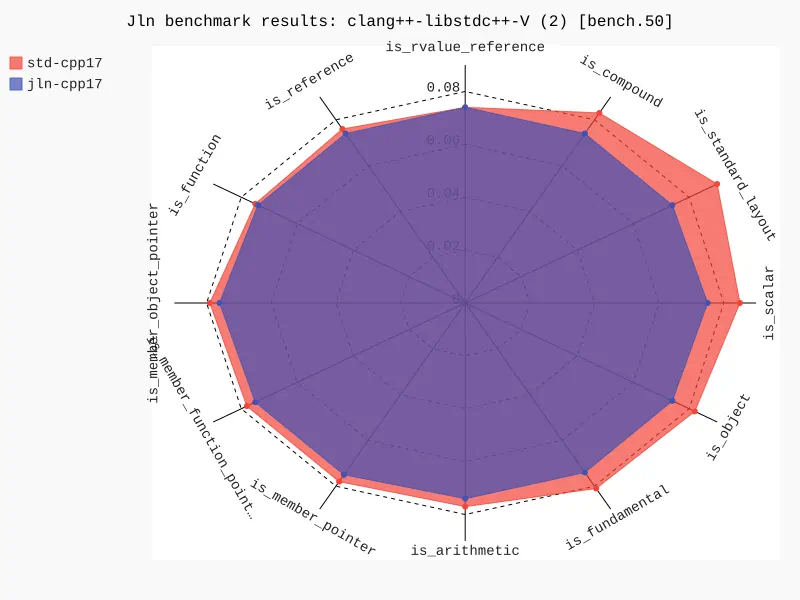 Jln benchmark results: clang++-libstdc++-V (2) [bench.50]
std-cpp17
jln-cpp17
is_rvalue_reference
is_reference
is_compound
0.08
0.06
0.04
0.02
0
is_function
is_standard_layout
is_member_object_pointer
is_scalar
member_function_point…
is_object
is_member_pointer
is_fundamental
is_arithmetic